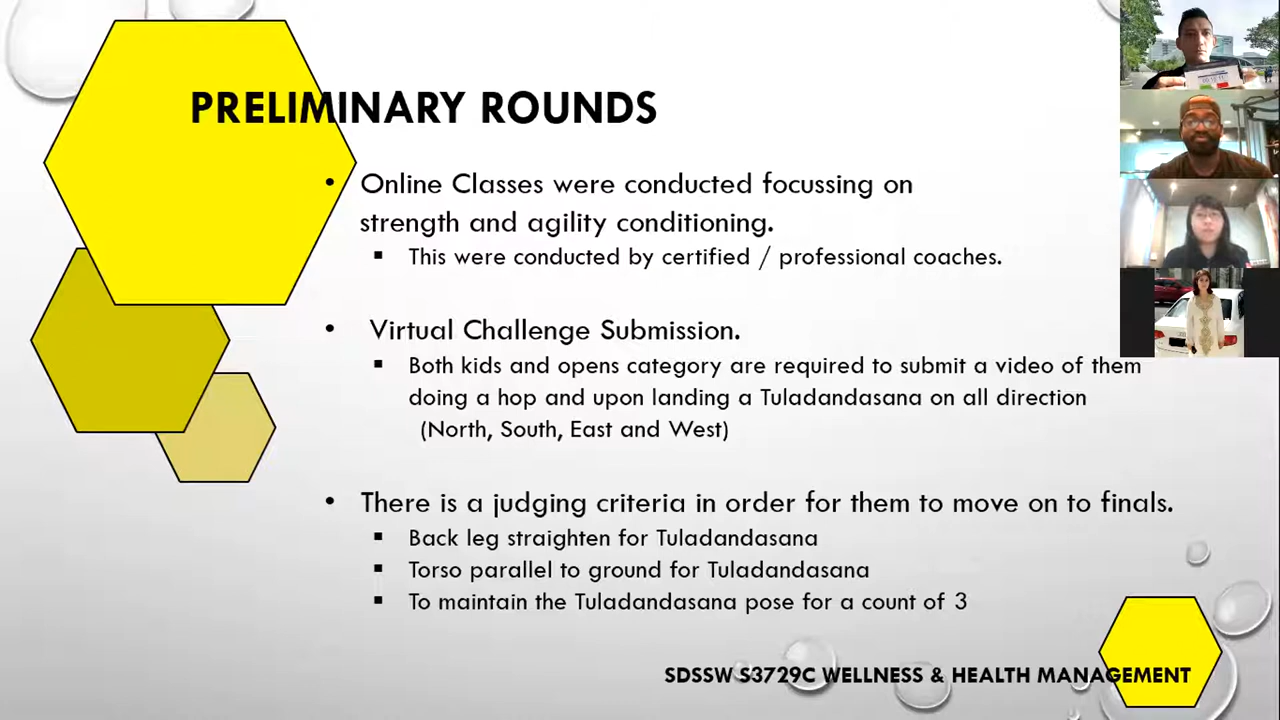 PRELIMINARY ROUNDS
• Online Classes were conducted focussing on
strength and agility conditioning.
▪ This were conducted by certified / professional coaches.
• Virtual Challenge Submission.
▪ Both kids and opens category are required to submit a video of them
doing a hop and upon landing a Tuladandasana on all direction
(North, South, East and West)
• There is a judging criteria in order for them to move on to finals.
▪ Back leg straighten for Tuladandasana
▪ Torso parallel to ground for Tuladandasana
▪ To maintain the Tuladandasana pose for a count of 3
SDSSW S3729C WELLNESS & HEALTH MANAGEMENT